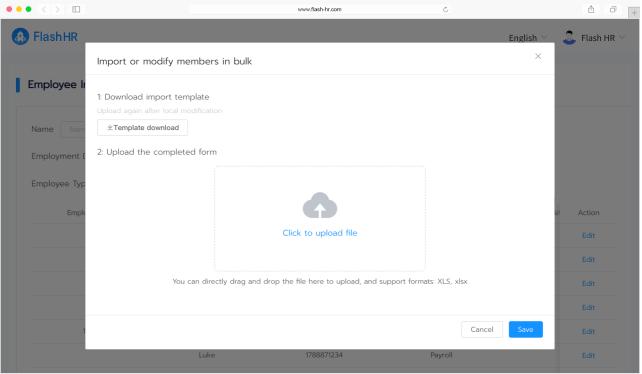 www.flash-hr.com
FlashHR
English
Flash HR
Import or modify members in bulk
Employee I
1: Download import template
Upload again after local modification
Template download
Name
2: Upload the completed form
Employment
Employee Typ
Click to upload file
Empl
Action
Edit
Edit
Edit
You can directly drag and drop the file here to upload, and support formats: XLS, xlsx
Edit
Cancel
Save
Edit
Luke
1788871234
Payroll
Edit